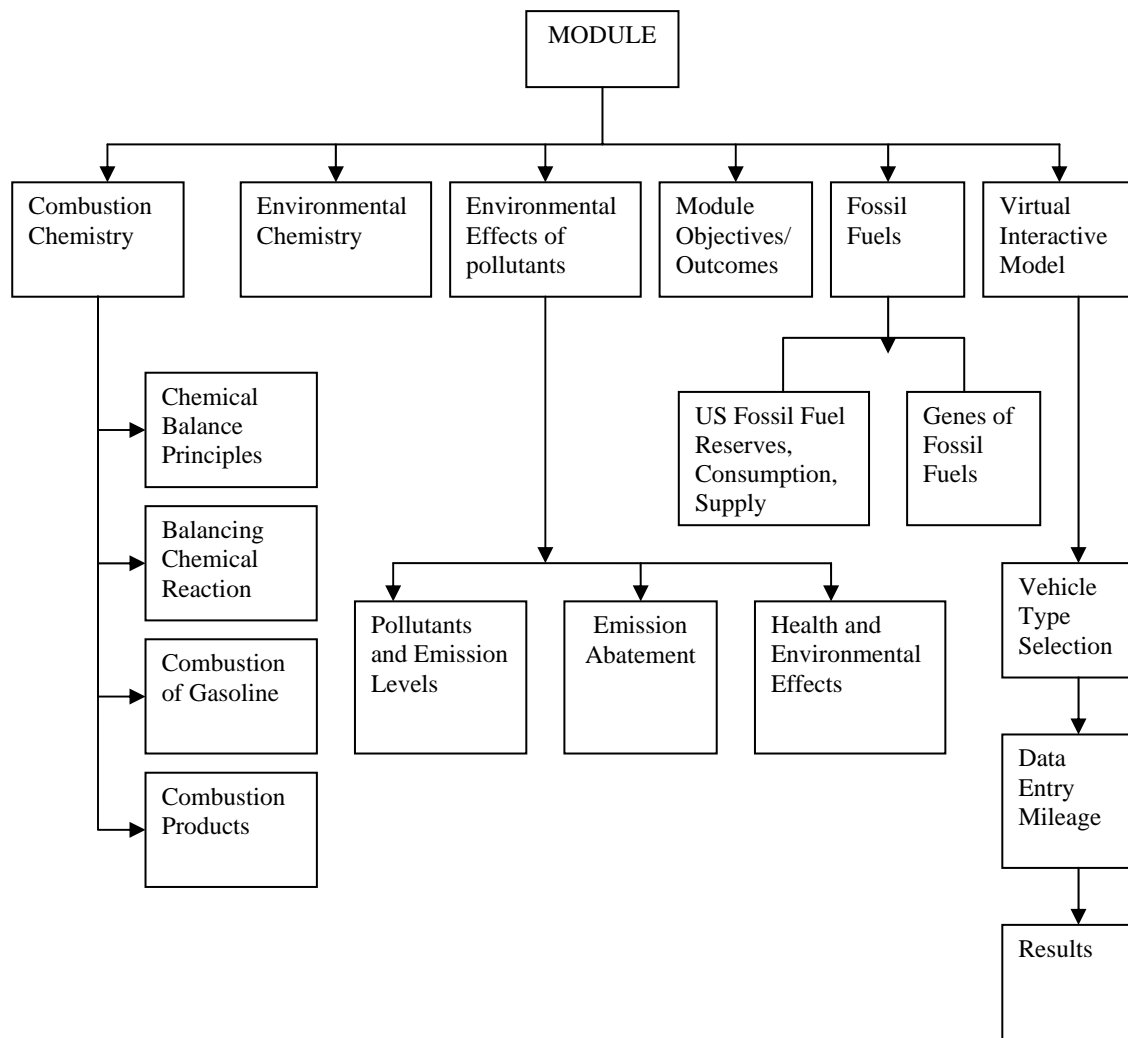 MODULE
Combustion
Chemistry
Environmental
Chemistry
Environmental
Effects of
pollutants
Module
Objectives/
Outcomes
Fossil
Fuels
Virtual
Interactive
Model
Chemical
Balance
Principles
Balancing
Chemical
Reaction
Combustion
of Gasoline
Combustion
Products
Pollutants
and Emission
Levels
Emission
Abatement
Health and
Environmental
Effects
US Fossil Fuel
Reserves,
Consumption,
Supply
Genes of
Fossil
Fuels
Vehicle
Type
Selection
Data
Entry
Mileage
Results